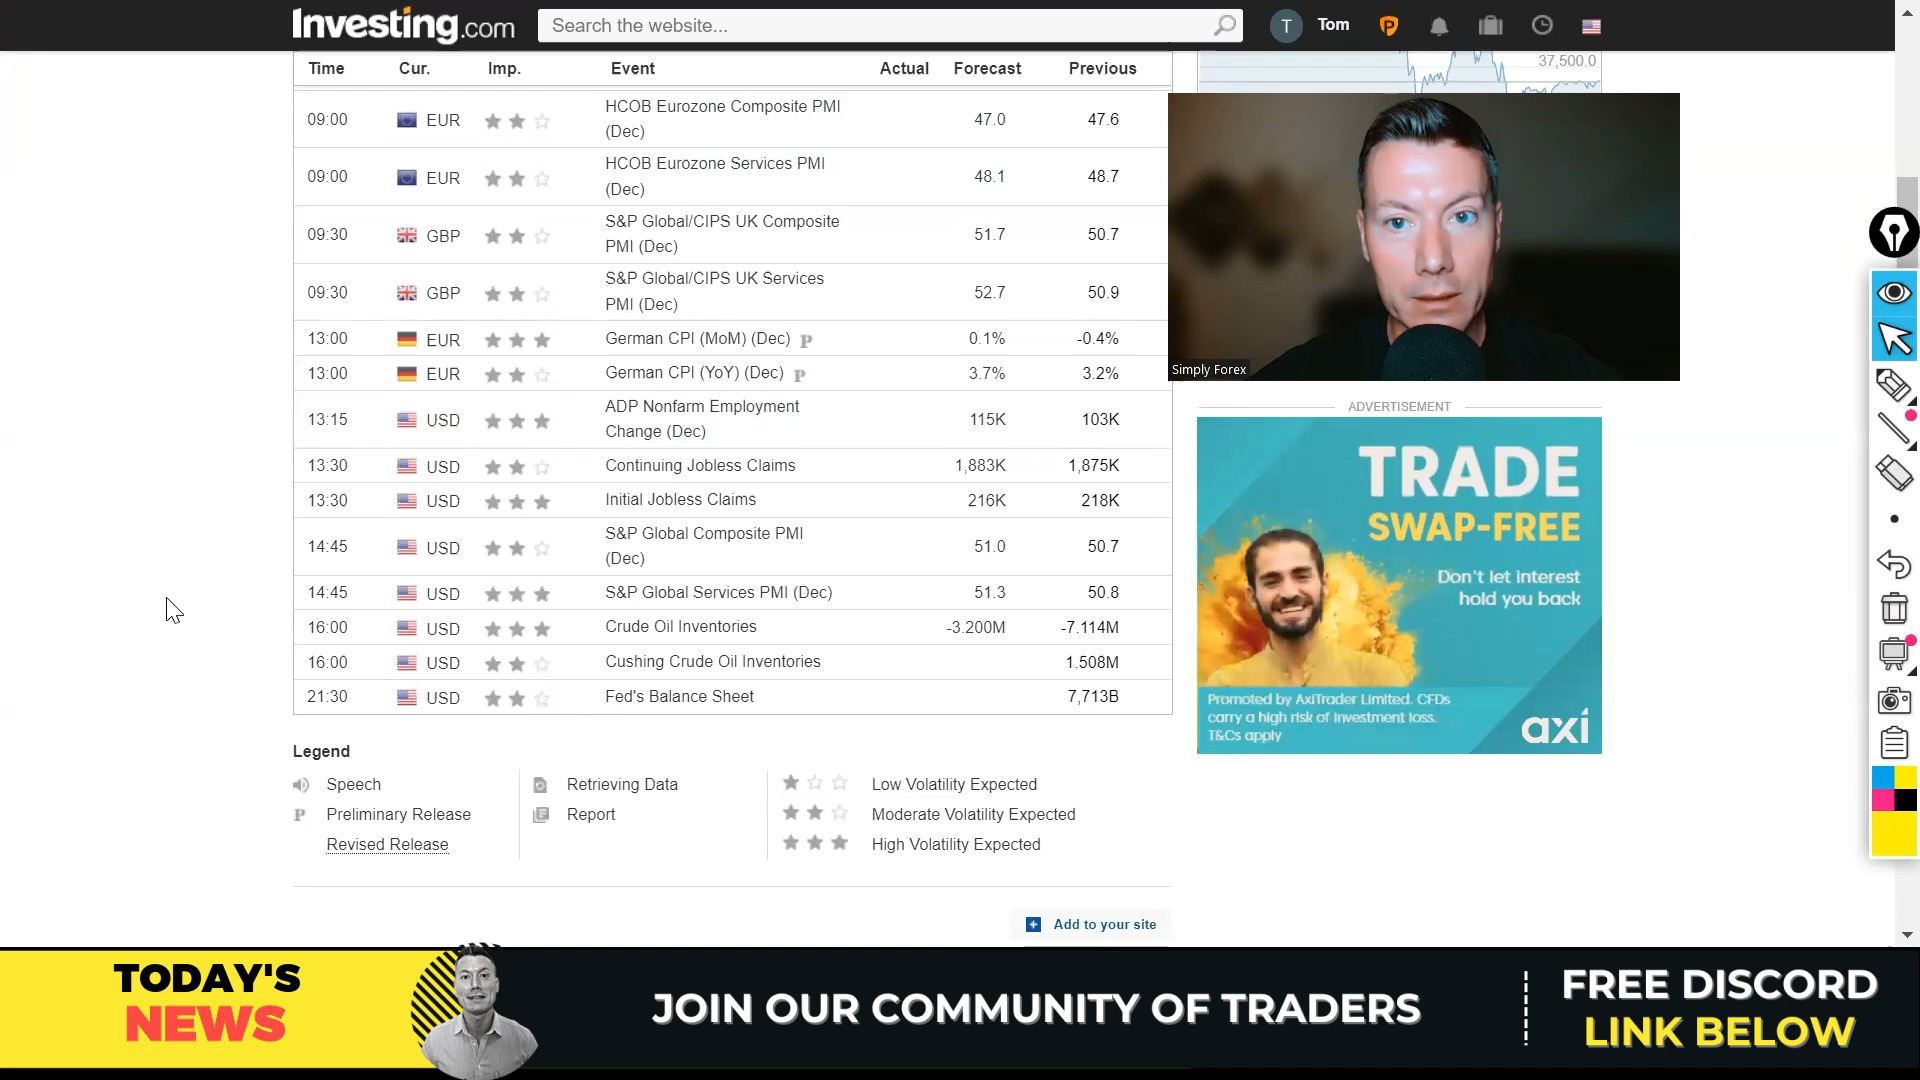 Investing.com
Search the website...
T
Tom
P
Time Cur. Imp. Event Actual Forecast Previous
37,500.0
09:00 EUR HCOB Eurozone Composite PMI (Dec) 47.0 47.6
09:00 EUR HCOB Eurozone Services PMI (Dec) 48.1 48.7
09:30 GBP S&P Global/CIPS UK Composite PMI (Dec) 51.7 50.7
09:30 GBP S&P Global/CIPS UK Services PMI (Dec) 52.7 50.9
13:00 EUR German CPI (MoM) (Dec) P 0.1% -0.4%
13:00 EUR German CPI (YoY) (Dec) P 3.7% 3.2%
13:15 USD ADP Nonfarm Employment Change (Dec) 115K 103K
13:30 USD Continuing Jobless Claims 1,883K 1,875K
13:30 USD Initial Jobless Claims 216K 218K
14:45 USD S&P Global Composite PMI (Dec) 51.0 50.7
14:45 USD S&P Global Services PMI (Dec) 51.3 50.8
16:00 USD Crude Oil Inventories -3.200M -7.114M
16:00 USD Cushing Crude Oil Inventories 1.508M
21:30 USD Fed's Balance Sheet 7,713B
Simply Forex
ADVERTISEMENT
TRADE
SWAP-FREE
Don't let interest
hold you back
Promoted by AxiTrader Limited. CFDs
carry a high risk of investment loss.
T&Cs apply
axi
Legend
Speech
P Preliminary Release
Revised Release
Retrieving Data
Report
Low Volatility Expected
Moderate Volatility Expected
High Volatility Expected
Add to your site
TODAY'S
NEWS
JOIN OUR COMMUNITY OF TRADERS
FREE DISCORD
LINK BELOW